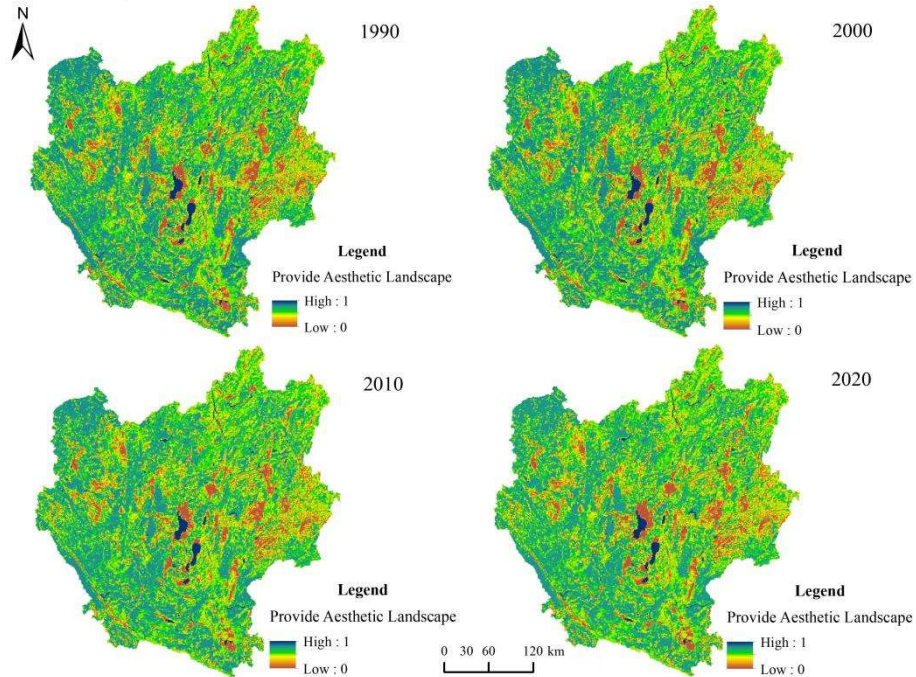 N
1990
2000
Legend
Provide Aesthetic Landscape
High : 1
Low : 0
Legend
Provide Aesthetic Landscape
High : 1
Low : 0
2010
2020
Legend
Provide Aesthetic Landscape
High : 1
Low : 0
Legend
Provide Aesthetic Landscape
High : 1
Low : 0
0 30 60 120 km